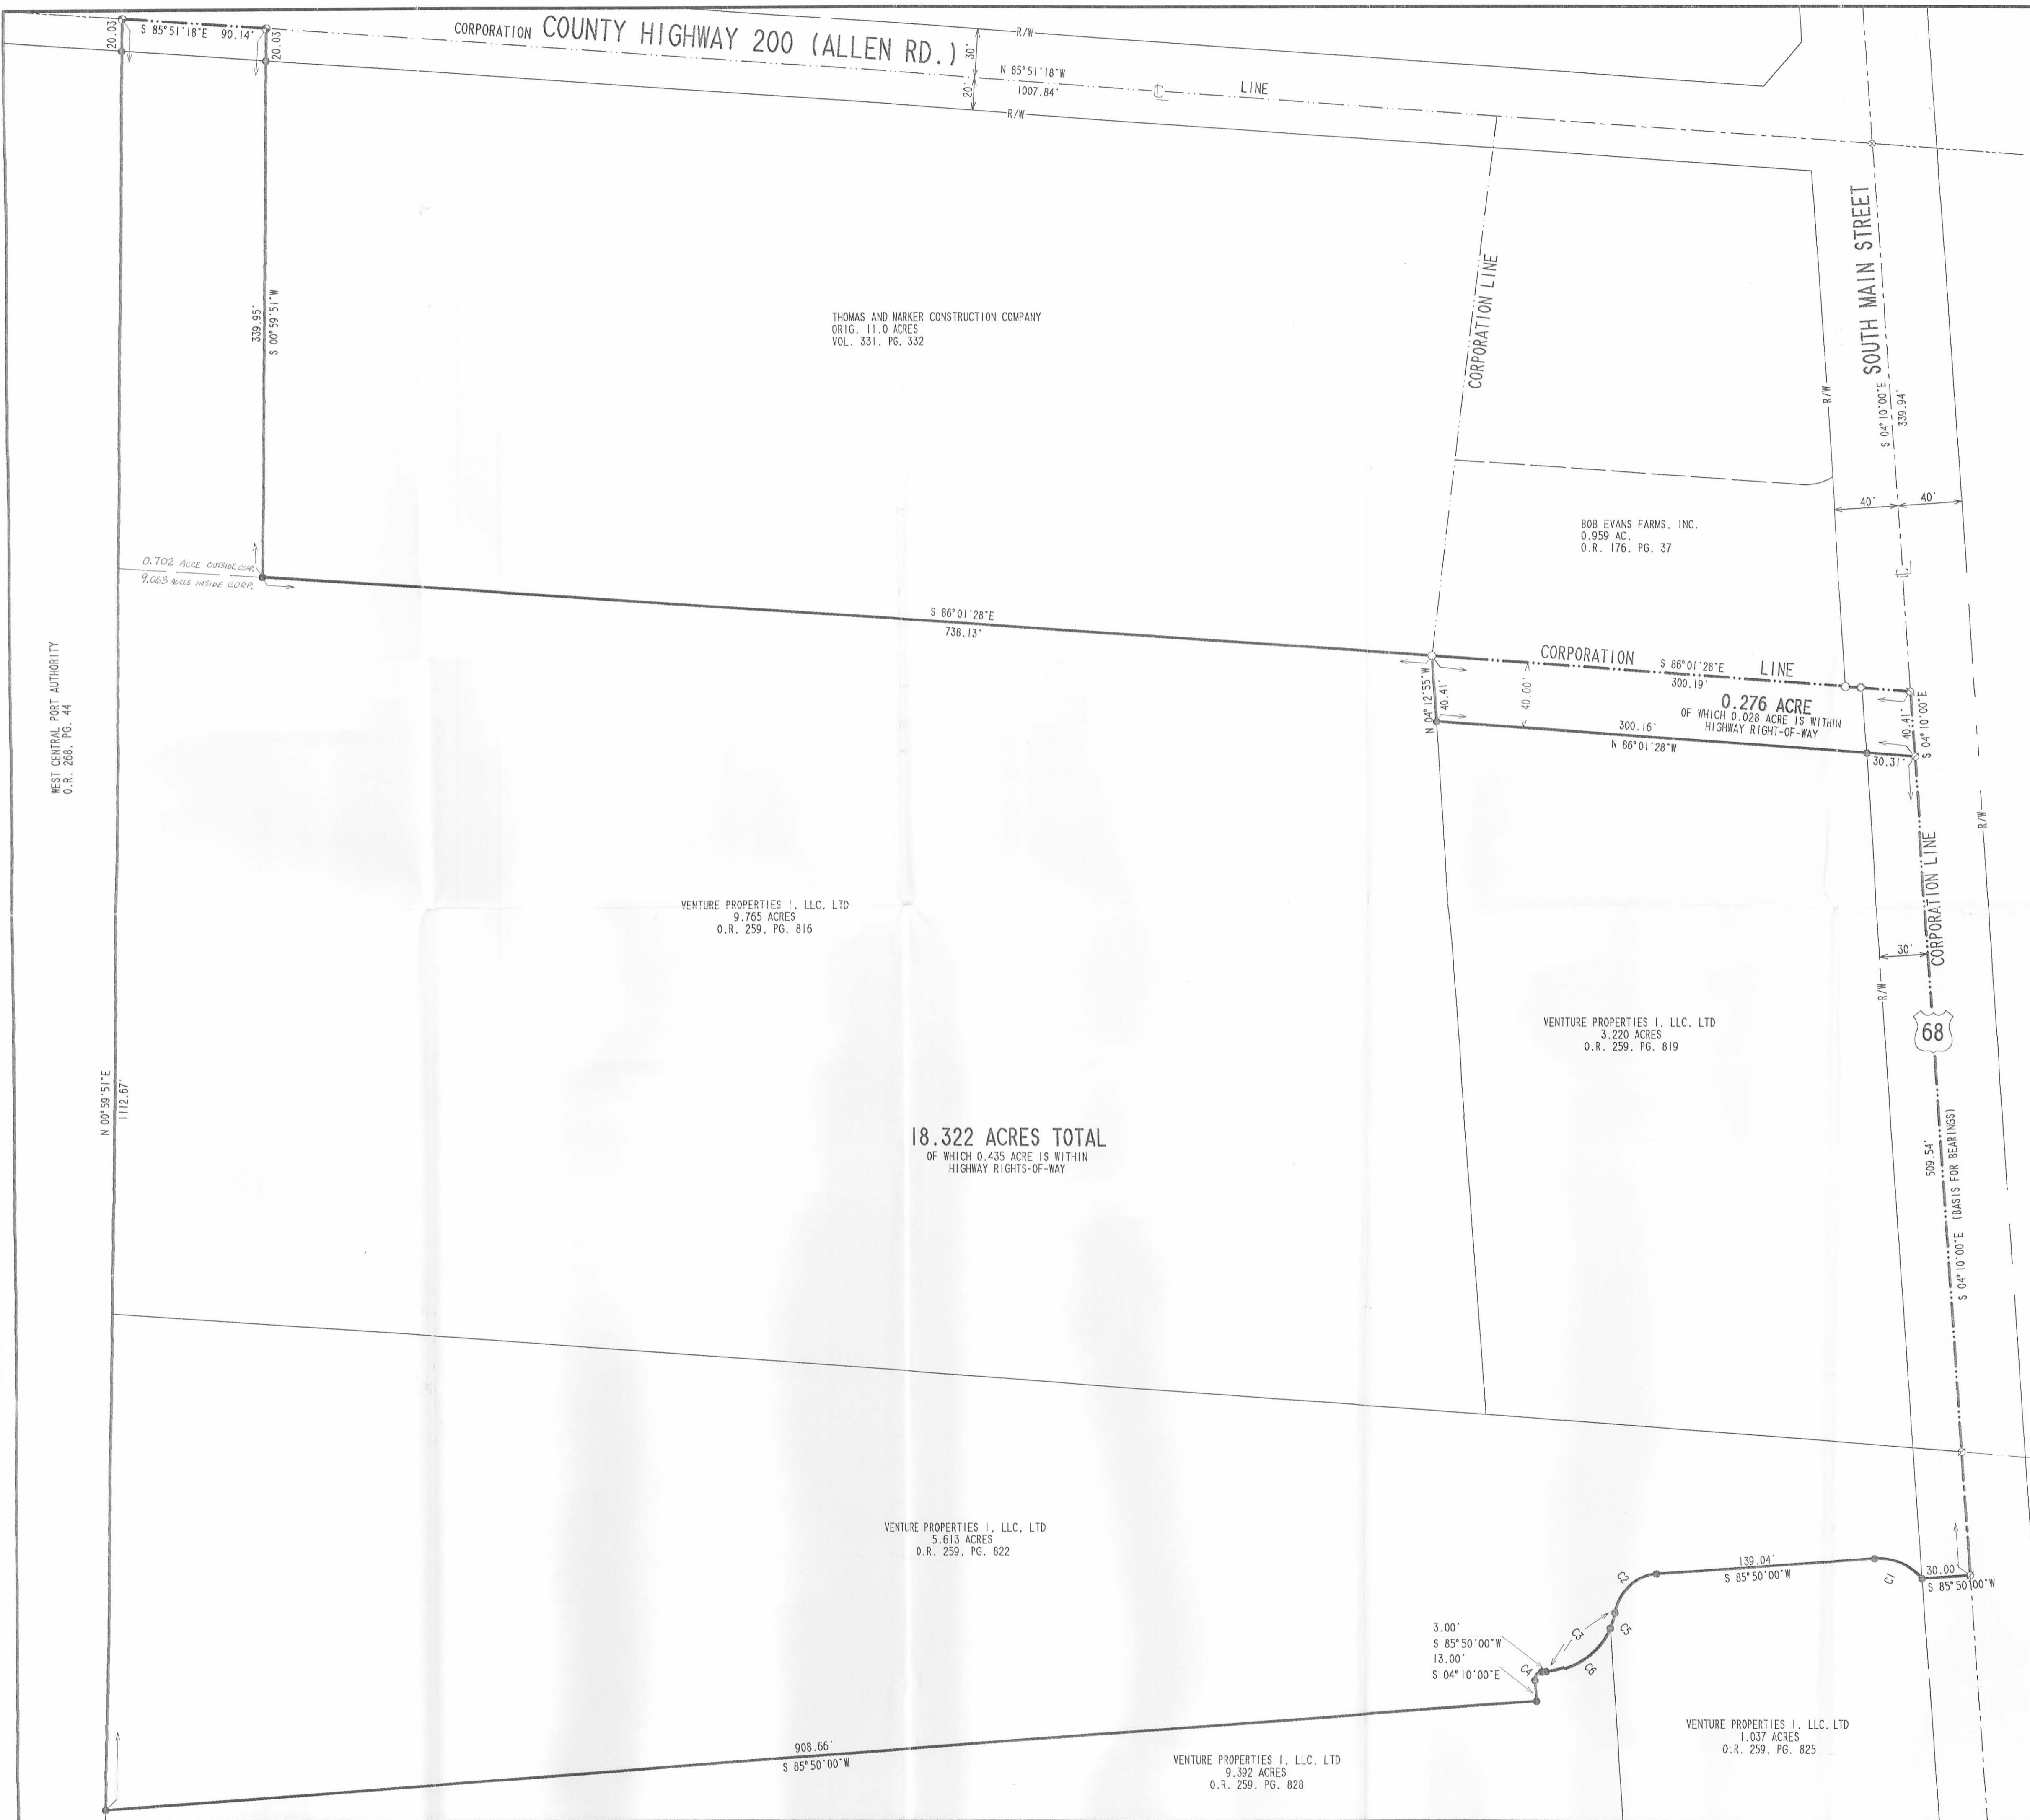 20.03'
S 85°51'18"E 90.14'
20.03'
CORPORATION COUNTY HIGHWAY 200 (ALLEN RD.)
30'
20'
R/W
N 85°51'18"W
1007.84'
LINE
R/W
339.95'
S 00°59'51"W
THOMAS AND MARKER CONSTRUCTION COMPANY
ORIG. 11.0 ACRES
VOL. 331, PG. 332
CORPORATION LINE
SOUTH MAIN STREET
R/W
S 04°10'00"E
339.94'
40'
40'
BOB EVANS FARMS, INC.
0.959 AC.
O.R. 176, PG. 37
0.702 ACRE OUTSIDE CORP.
9.063 ACRES INSIDE CORP.
S 86°01'28"E
738.13'
WEST CENTRAL PORT AUTHORITY
O.R. 268, PG. 44
CORPORATION
S 86°01'28"E
LINE
300.19'
N 04°12'55"W
40.41'
40.00'
0.276 ACRE
OF WHICH 0.028 ACRE IS WITHIN
HIGHWAY RIGHT-OF-WAY
300.16'
N 86°01'28"W
40.41'
S 04°10'00"E
30.31'
R/W
CORPORATION LINE
VENTURE PROPERTIES I, LLC, LTD
9.765 ACRES
O.R. 259, PG. 816
30'
R/W
VENTURE PROPERTIES I, LLC, LTD
3.220 ACRES
O.R. 259, PG. 819
68
N 00°59'51"E
1112.67'
18.322 ACRES TOTAL
OF WHICH 0.435 ACRE IS WITHIN
HIGHWAY RIGHTS-OF-WAY
509.54'
S 04°10'00"E (BASIS FOR BEARINGS)
VENTURE PROPERTIES I, LLC, LTD
5.613 ACRES
O.R. 259, PG. 822
139.04'
S 85°50'00"W
C1
30.00'
S 85°50'00"W
C2
C3
C5
C4
C6
3.00'
S 85°50'00"W
13.00'
S 04°10'00"E
908.66'
S 85°50'00"W
VENTURE PROPERTIES I, LLC, LTD
9.392 ACRES
O.R. 259, PG. 828
VENTURE PROPERTIES I, LLC, LTD
1.037 ACRES
O.R. 259, PG. 825